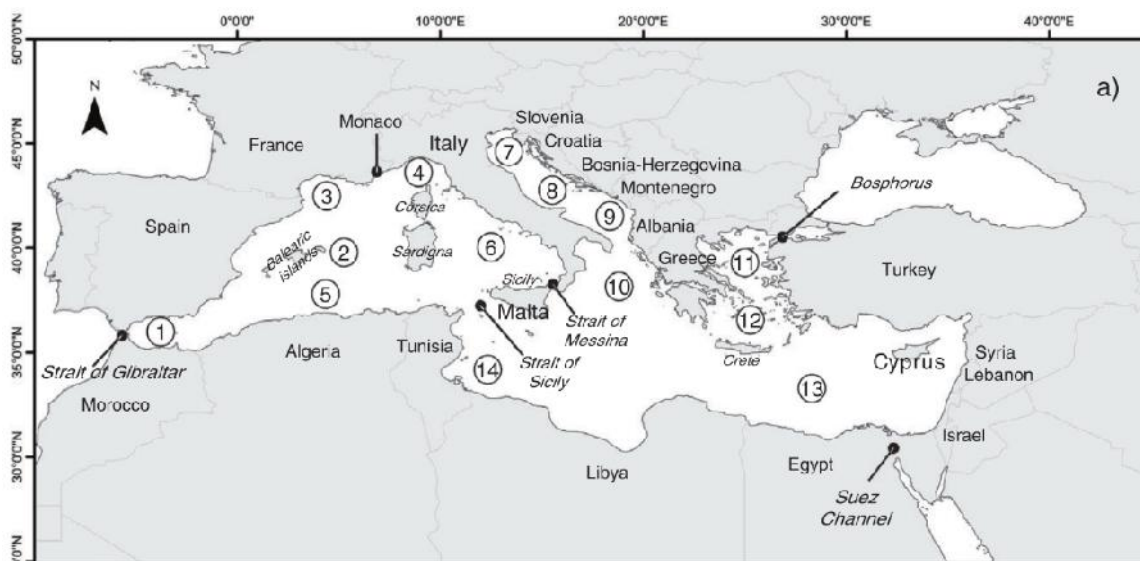 0°0'0"
10°0'0"E
20°0'0"E
30°0'0"E
40°0'0"E
50°0'0"N
45°0'0"N
40°0'0"N
35°0'0"N
30°0'0"N
a)
N
Slovenia
Monaco
Italy
Croatia
France
7
4
Bosnia-Herzegovina
Montenegro
Bosphorus
3
8
Corsica
9
Spain
Albania
Balearic
islands
2
Sardigna
6
Greece
11
Turkey
5
Sicily
10
Malta
12
1
Strait of
Messina
Algeria
Tunisia
Crete
Cyprus
Syria
Lebanon
Strait of Gibraltar
14
Strait of
Sicily
13
Morocco
Israel
Libya
Egypt
Suez
Channel